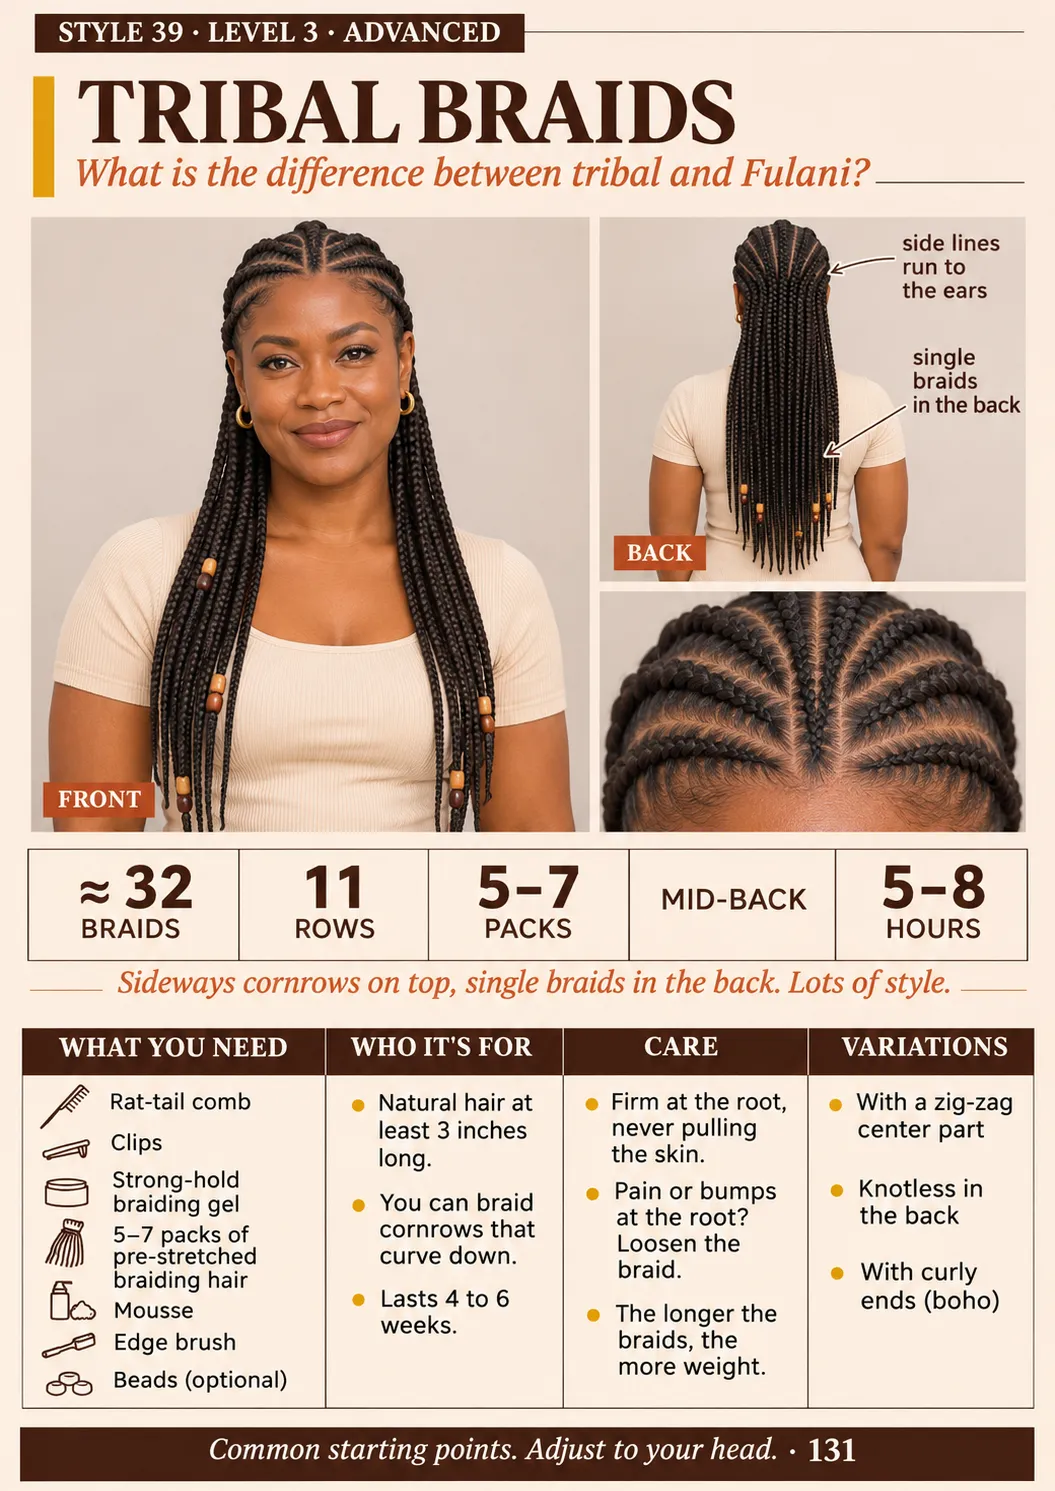 STYLE 39 · LEVEL 3 · ADVANCED
TRIBAL BRAIDS
What is the difference between tribal and Fulani?
side lines
run to
the ears
single
braids
in the back
BACK
FRONT
≈ 32
BRAIDS
11
ROWS
5–7
PACKS
MID-BACK
5–8
HOURS
Sideways cornrows on top, single braids in the back. Lots of style.
WHAT YOU NEED
Rat-tail comb
Clips
Strong-hold
braiding gel
5–7 packs of
pre-stretched
braiding hair
Mousse
Edge brush
Beads (optional)
WHO IT'S FOR
Natural hair at
least 3 inches
long.
You can braid
cornrows that
curve down.
Lasts 4 to 6
weeks.
CARE
Firm at the root,
never pulling
the skin.
Pain or bumps
at the root?
Loosen the
braid.
The longer the
braids, the
more weight.
VARIATIONS
With a zig-zag
center part
Knotless in
the back
With curly
ends (boho)
Common starting points. Adjust to your head. · 131